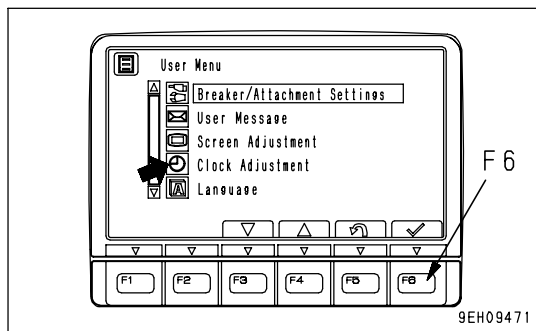 User Menu
Breaker/Attachment Settings
User Message
Screen Adjustment
Clock Adjustment
A Language
F6
F1 F2 F3 F4 F5 F6
9EH09471